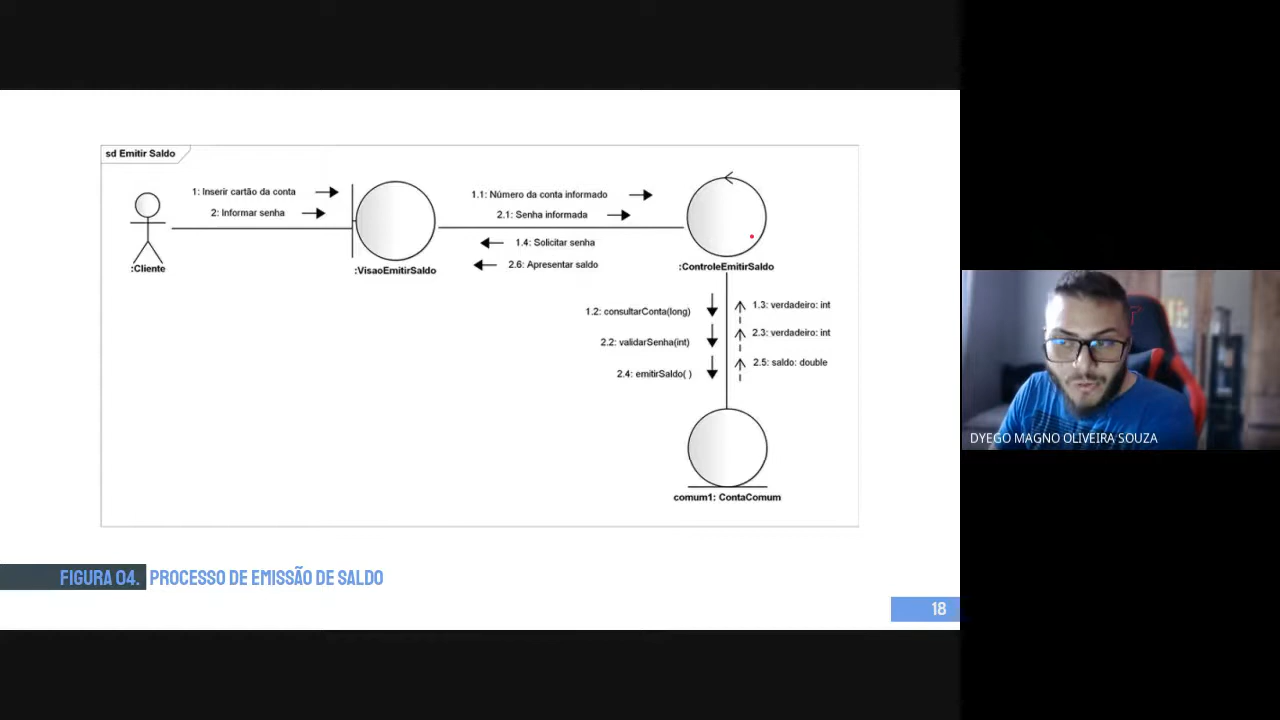 sd Emitir Saldo
1: Inserir cartão da conta
2: Informar senha
:Cliente
:VisaoEmitirSaldo
1.1: Número da conta informado
2.1: Senha informada
1.4: Solicitar senha
2.6: Apresentar saldo
:ControleEmitirSaldo
1.2: consultarConta(long)
2.2: validarSenha(int)
2.4: emitirSaldo( )
1.3: verdadeiro: int
2.3: verdadeiro: int
2.5: saldo: double
comum1: ContaComum
FIGURA 04. PROCESSO DE EMISSÃO DE SALDO
18
DYEGO MAGNO OLIVEIRA SOUZA